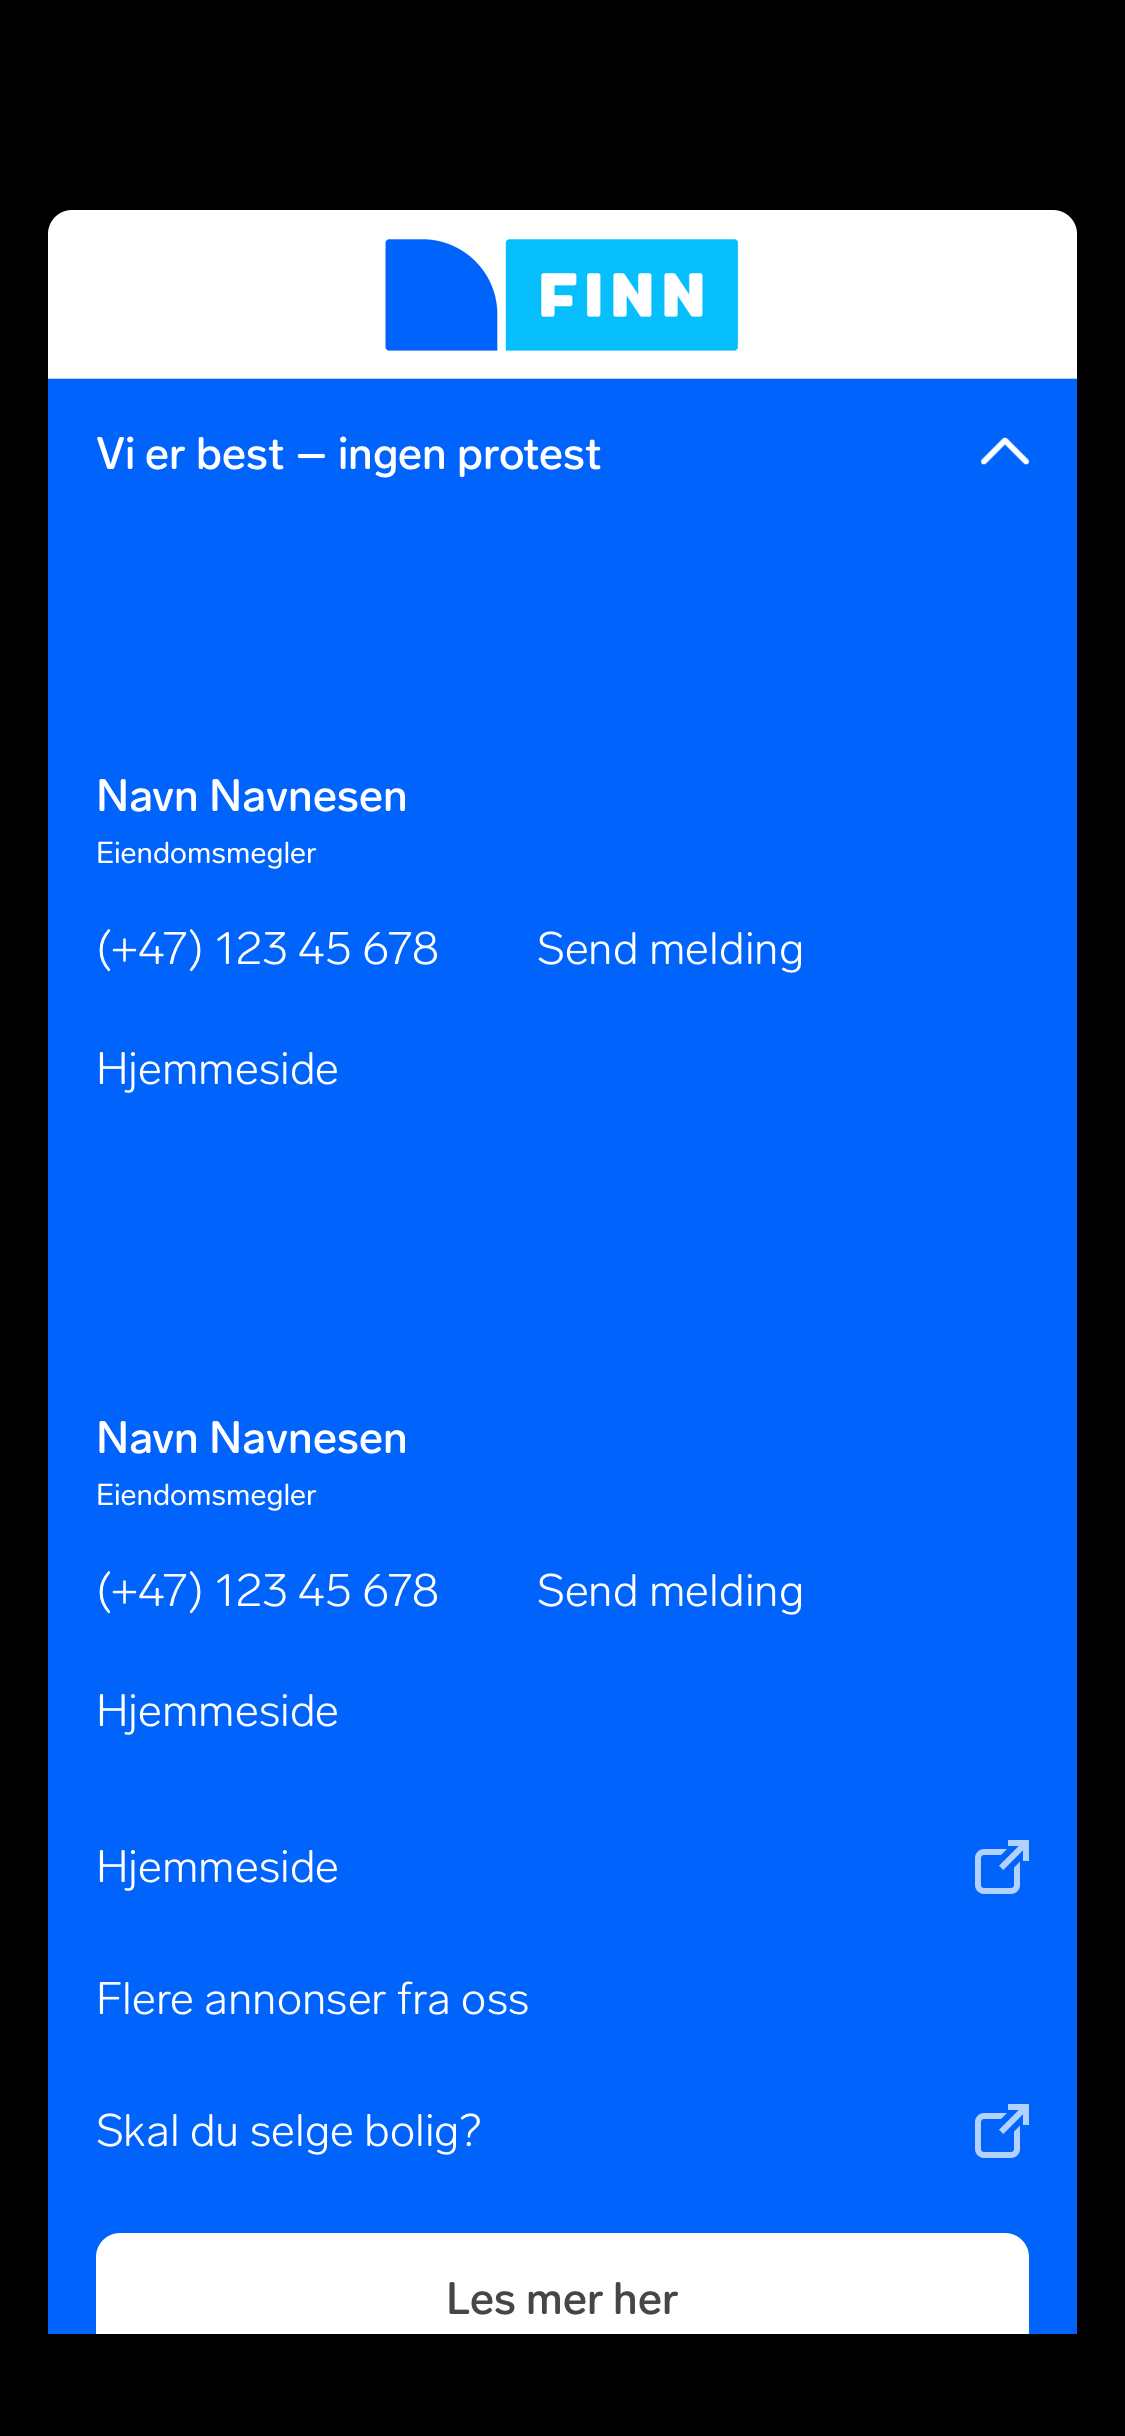 FINN
Vi er best – ingen protest
Navn Navnesen
Eiendomsmegler
(+47) 123 45 678 Send melding
Hjemmeside
Navn Navnesen
Eiendomsmegler
(+47) 123 45 678 Send melding
Hjemmeside
Hjemmeside
Flere annonser fra oss
Skal du selge bolig?
Les mer her